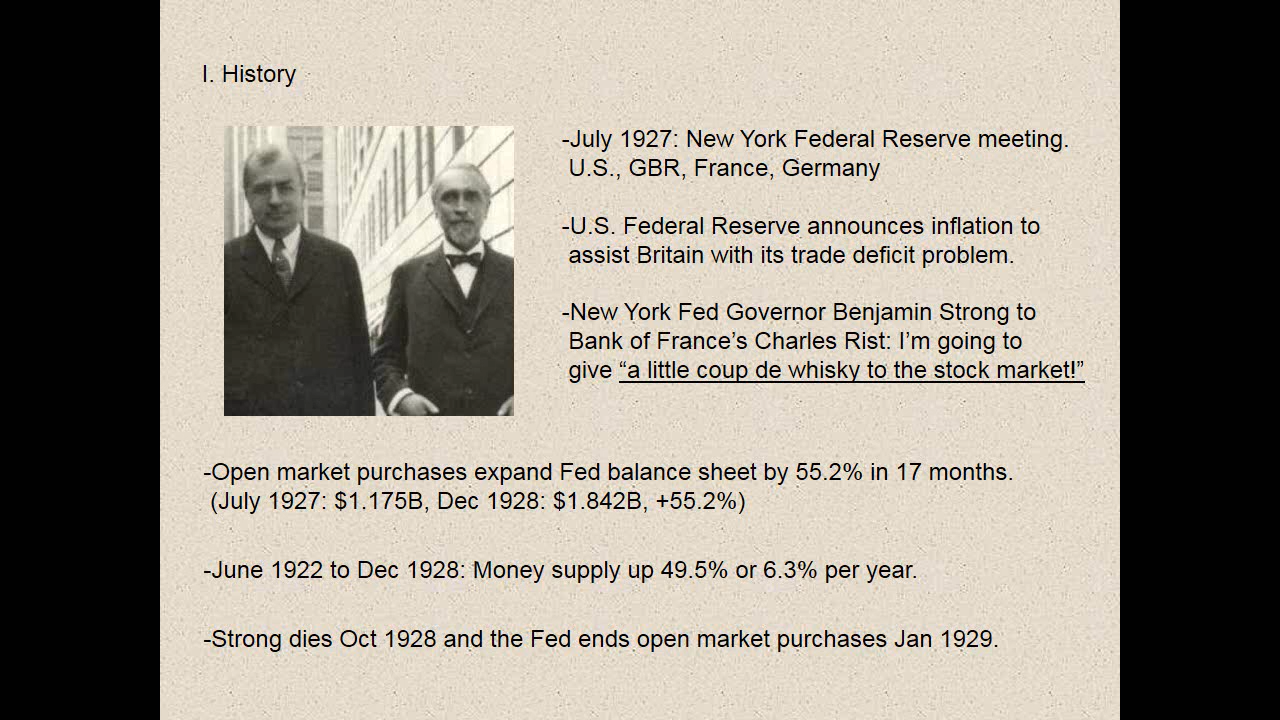 I. History
-July 1927: New York Federal Reserve meeting.
U.S., GBR, France, Germany
-U.S. Federal Reserve announces inflation to
assist Britain with its trade deficit problem.
-New York Fed Governor Benjamin Strong to
Bank of France’s Charles Rist: I’m going to
give “a little coup de whisky to the stock market!”
-Open market purchases expand Fed balance sheet by 55.2% in 17 months.
(July 1927: $1.175B, Dec 1928: $1.842B, +55.2%)
-June 1922 to Dec 1928: Money supply up 49.5% or 6.3% per year.
-Strong dies Oct 1928 and the Fed ends open market purchases Jan 1929.